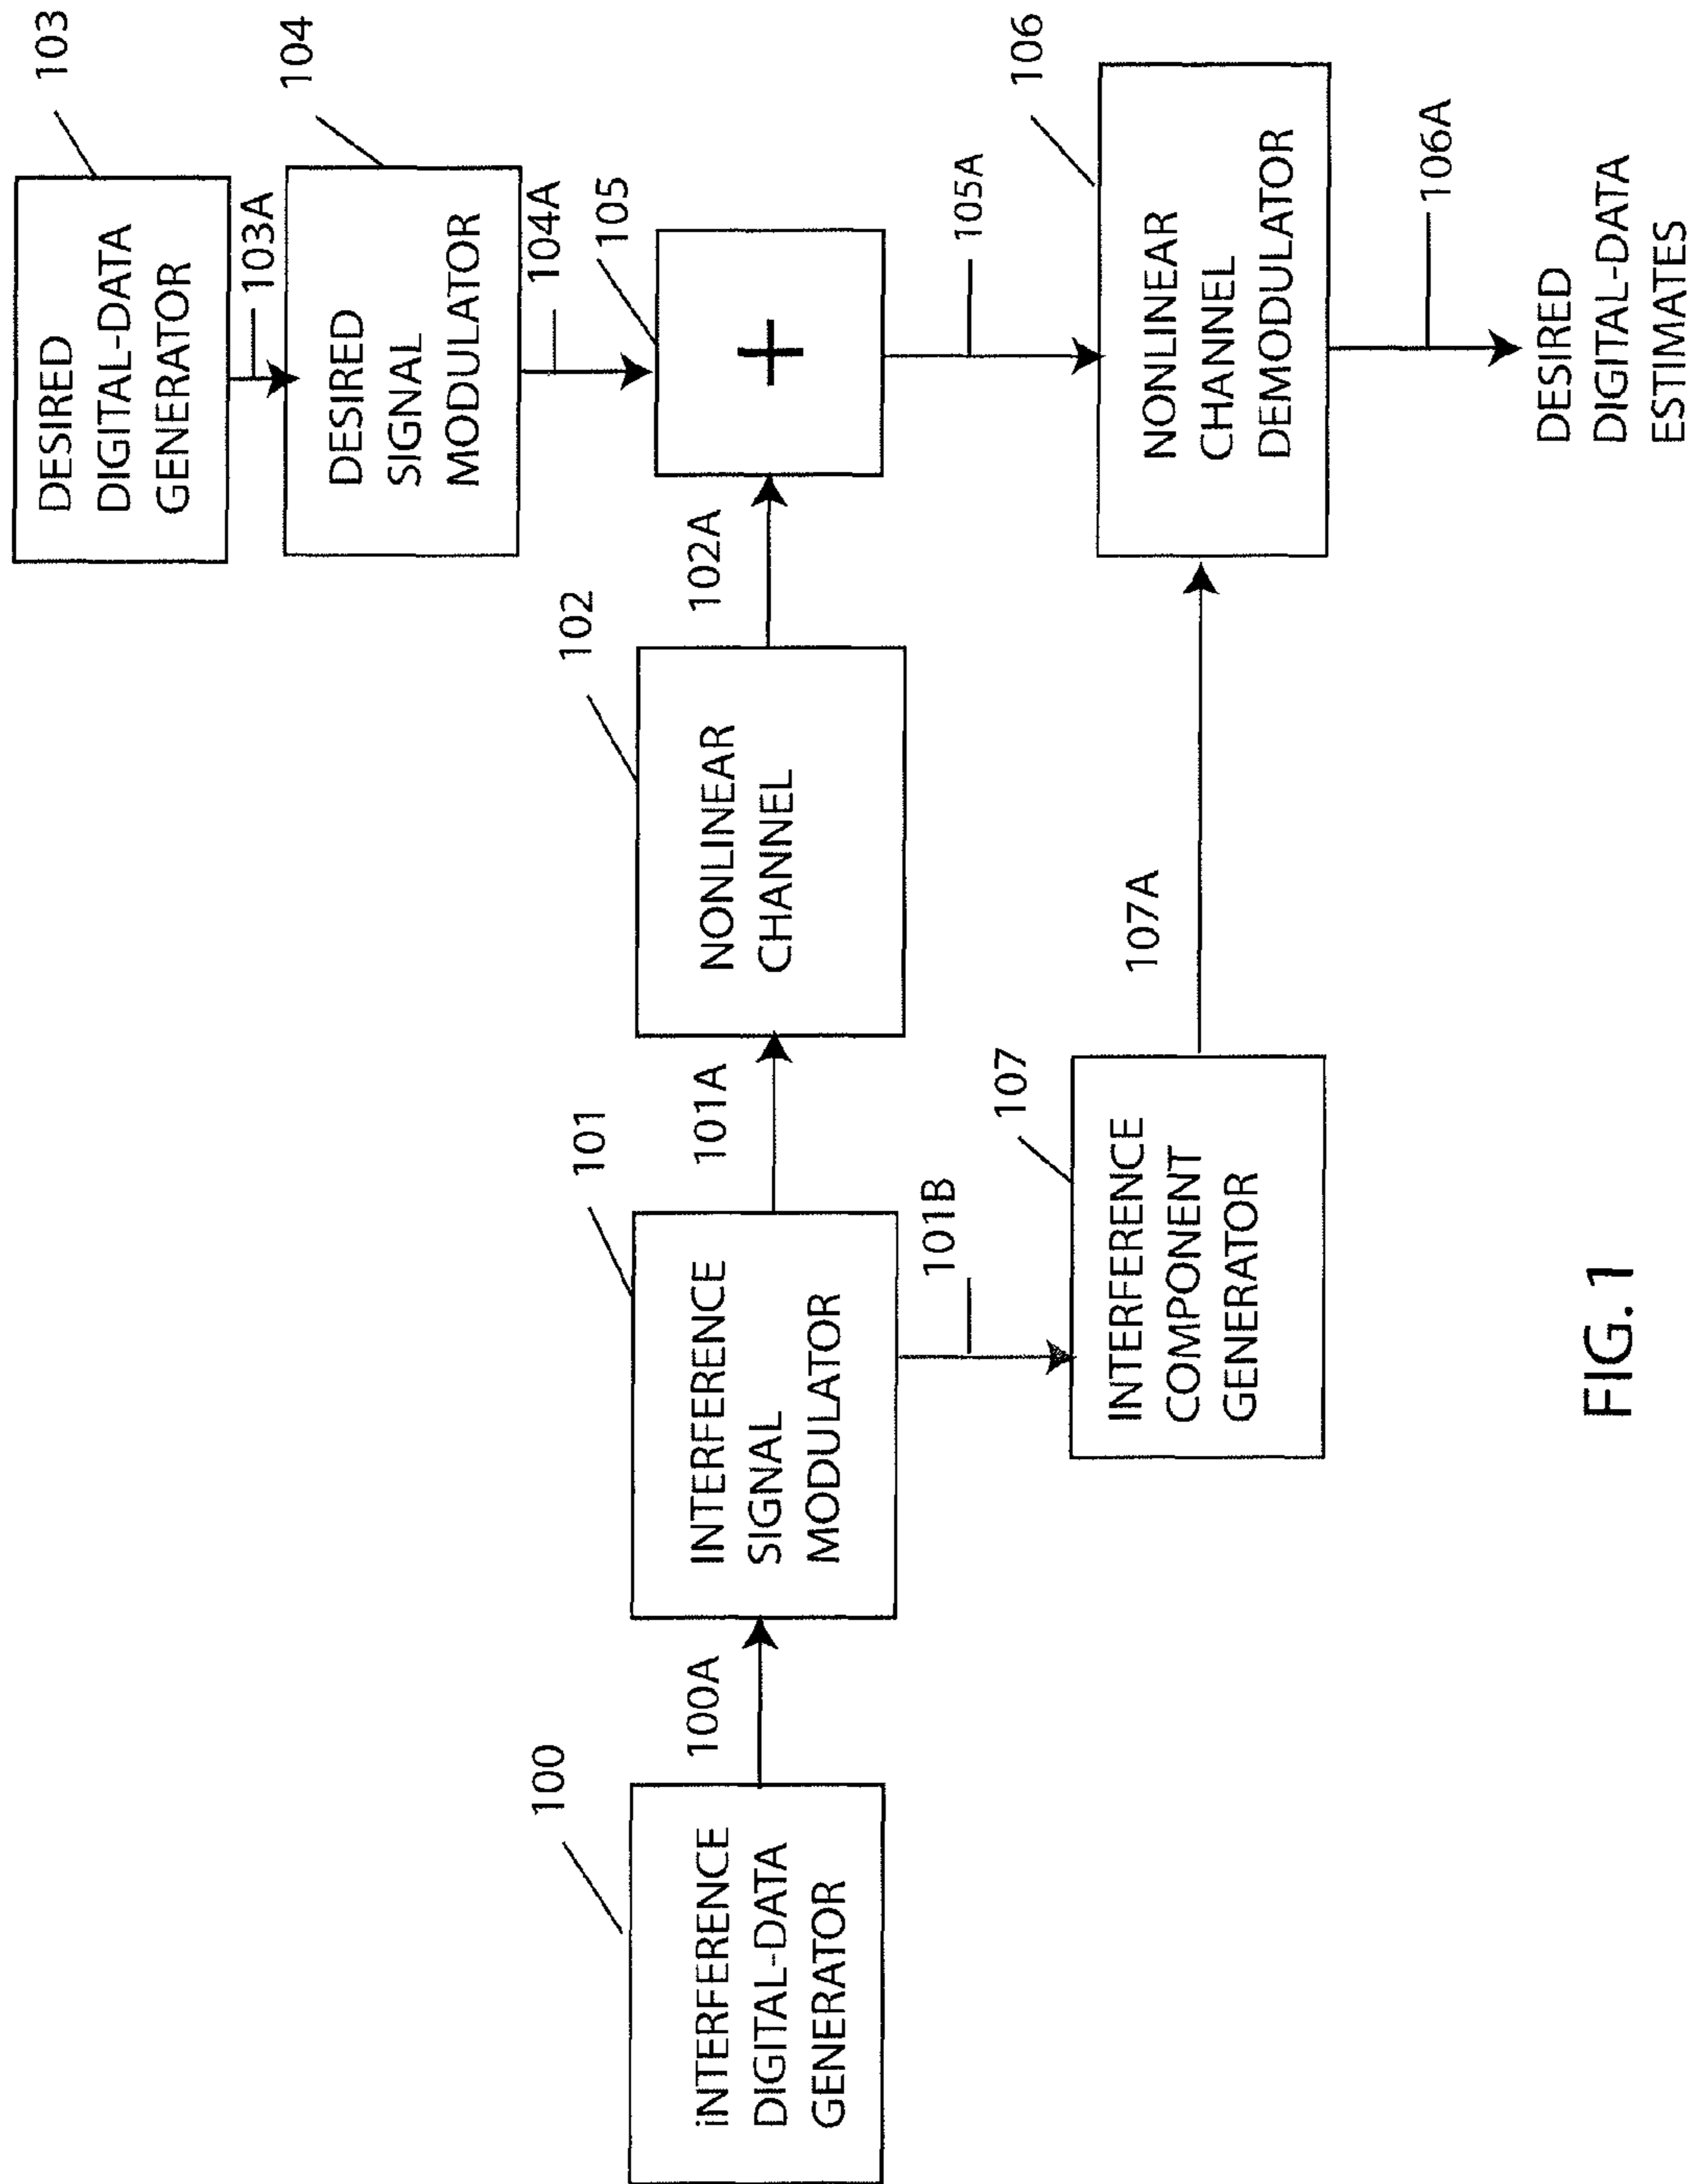 DESIRED
DIGITAL-DATA
GENERATOR
103
103A
DESIRED
SIGNAL
MODULATOR
104
104A
105
+
iNTERFERENCE
DIGITAL-DATA
GENERATOR
100
100A
INTERFERENCE
SIGNAL
MODULATOR
101
101A
101B
NONLINEAR
CHANNEL
102
102A
105A
INTERFERENCE
COMPONENT
GENERATOR
107
107A
NONLINEAR
CHANNEL
DEMODULATOR
106
106A
DESIRED
DIGITAL-DATA
ESTIMATES
FIG. 1